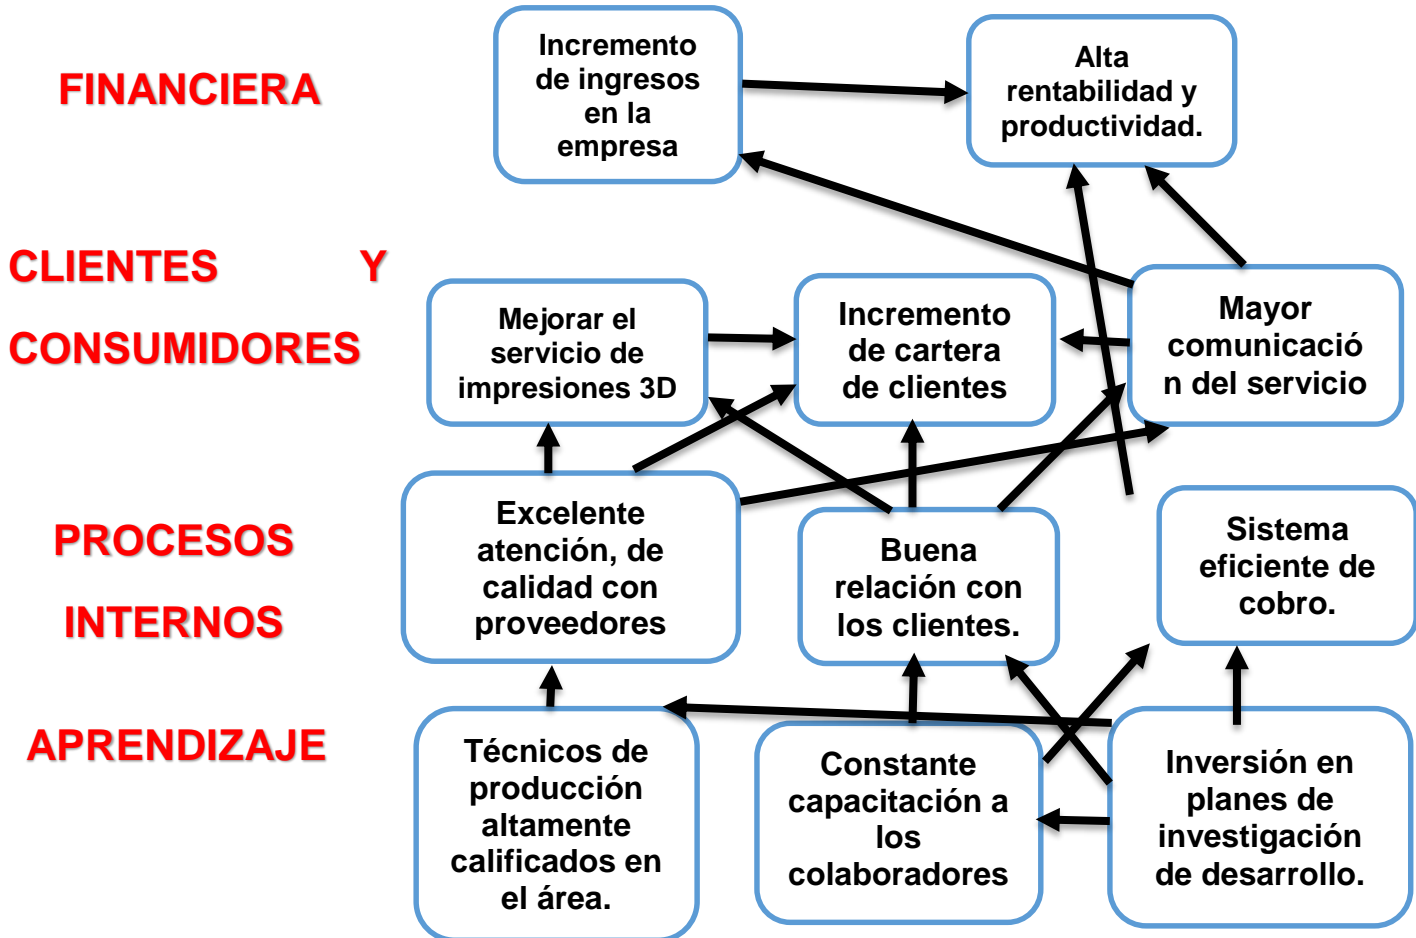 FINANCIERA
Incremento
de ingresos
en la
empresa
Alta
rentabilidad y
productividad.
CLIENTES Y
CONSUMIDORES
Mejorar el
servicio de
impresiones 3D
Incremento
de cartera
de clientes
Mayor
comunicació
n del servicio
PROCESOS
INTERNOS
Excelente
atención, de
calidad con
proveedores
Buena
relación con
los clientes.
Sistema
eficiente de
cobro.
APRENDIZAJE
Técnicos de
producción
altamente
calificados en
el área.
Constante
capacitación a
los
colaboradores
Inversión en
planes de
investigación
de desarrollo.